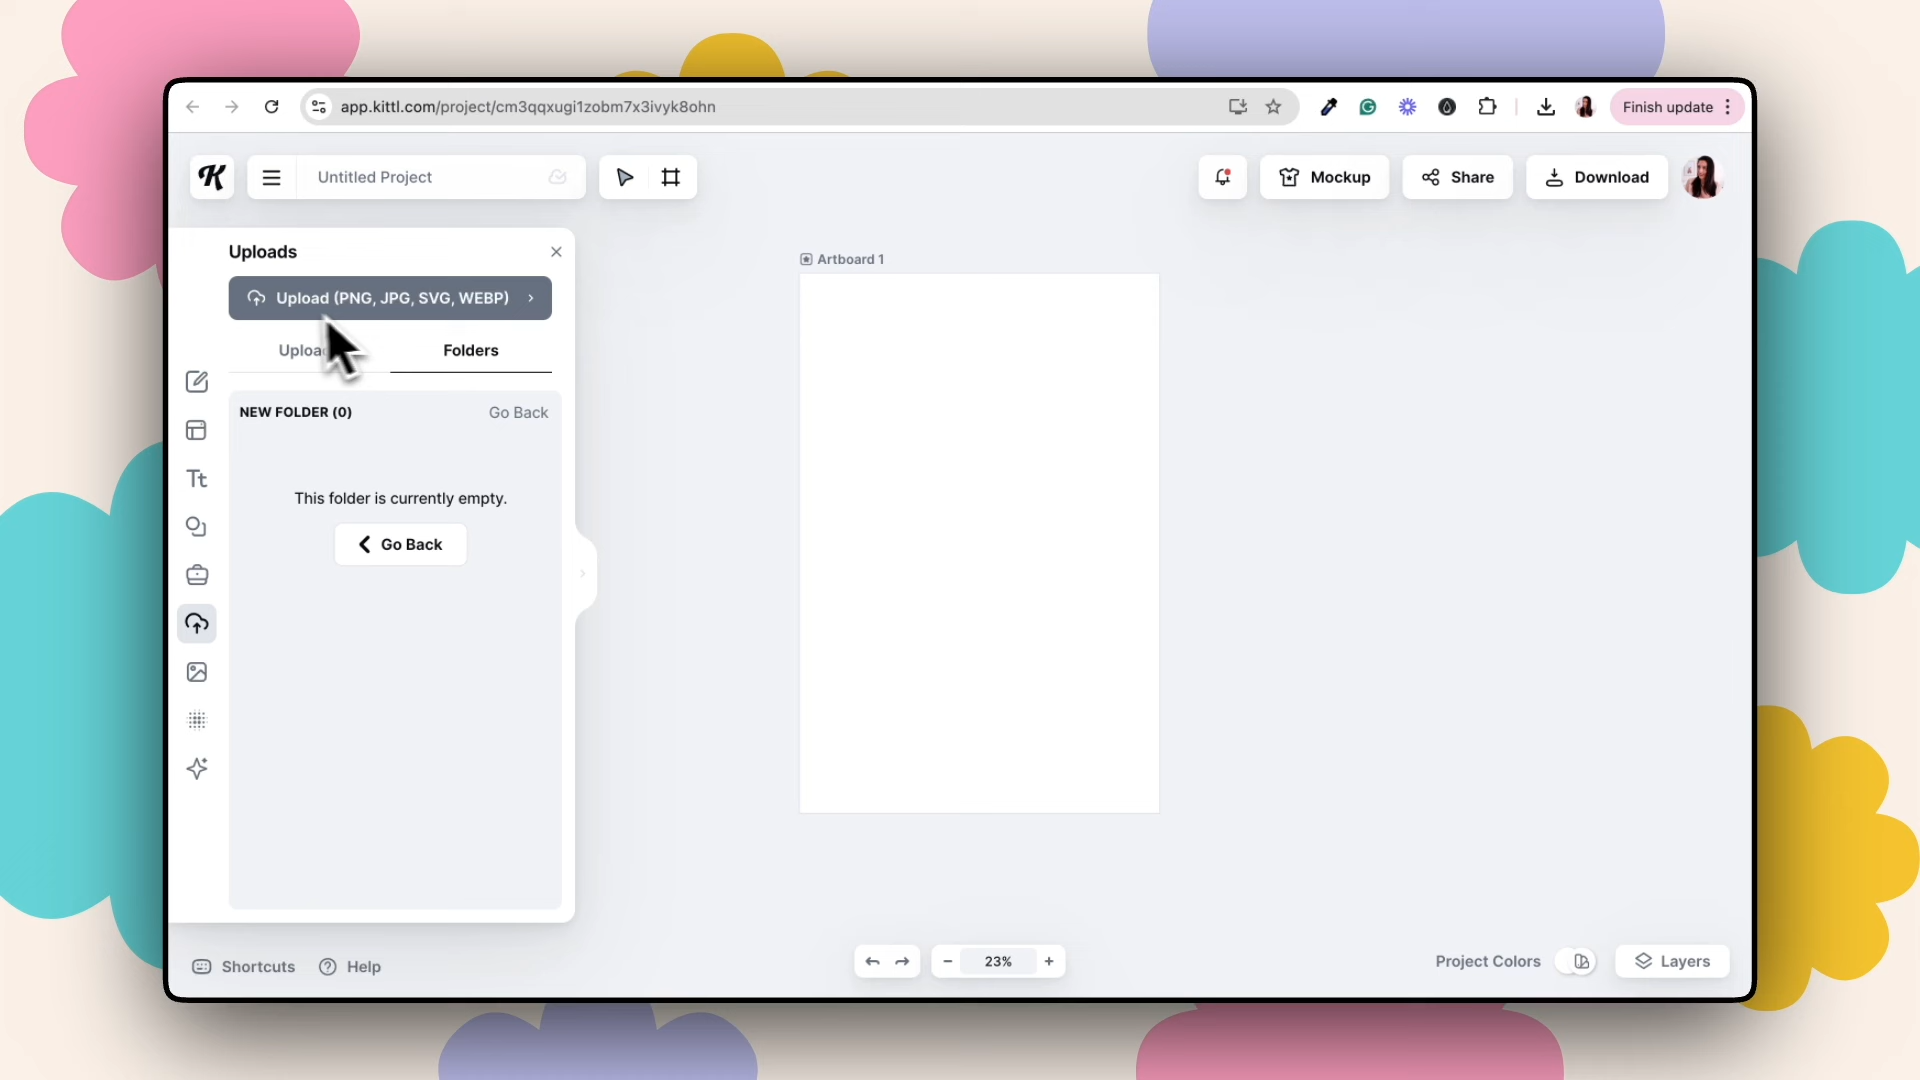 app.kittl.com/project/cm3qqxugi1zobm7x3ivyk8ohn
Finish update
K
Untitled Project
Mockup
Share
Download
Uploads
Upload (PNG, JPG, SVG, WEBP)
Folders
NEW FOLDER (0)
Go Back
This folder is currently empty.
Go Back
Tt
Artboard 1
Shortcuts
Help
23%
Project Colors
Layers